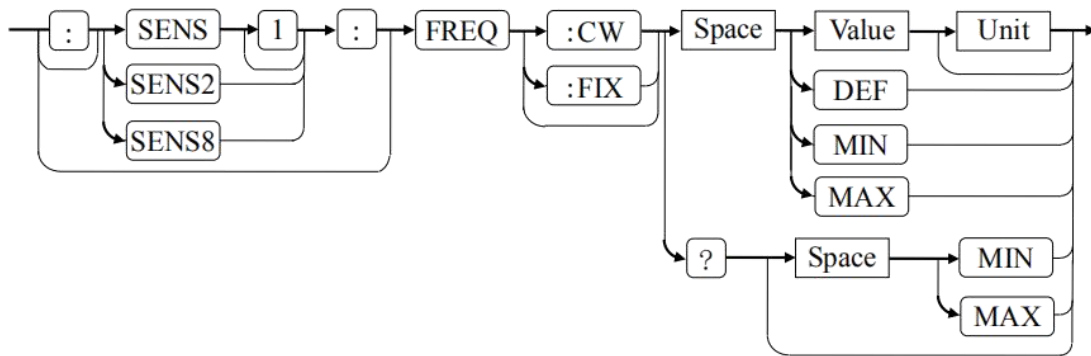 : SENS 1 : FREQ :CW Space Value Unit
SENS2 :FIX DEF
SENS8 MIN
MAX
? Space MIN
MAX